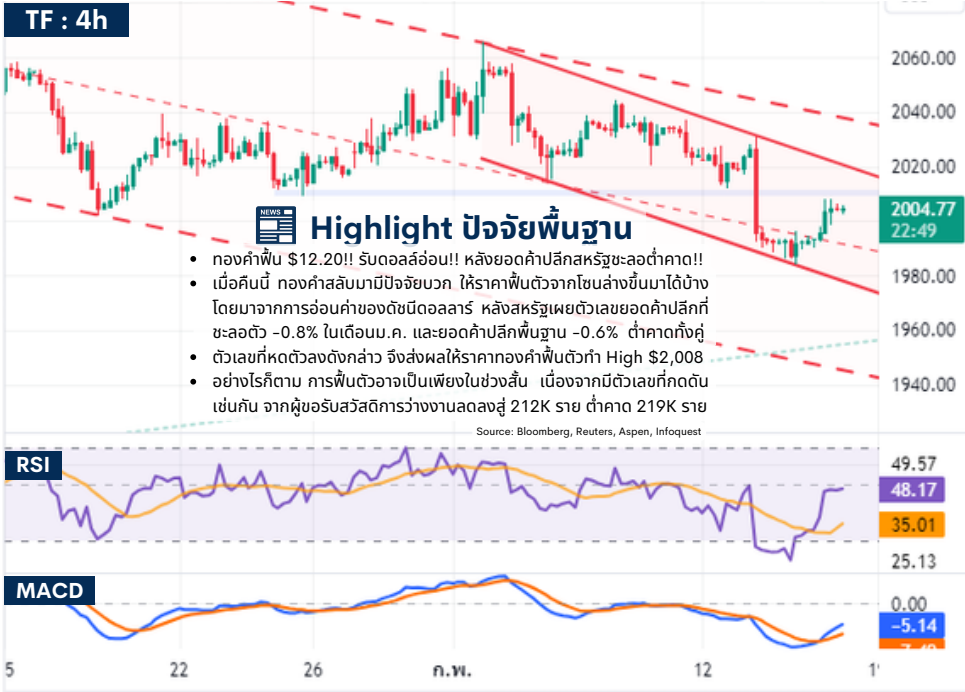 TF : 4h
2060.00
2040.00
2020.00
2004.77
22:49
1980.00
1960.00
1940.00
NEWS
Highlight ปัจจัยพื้นฐาน
• ทองคำฟื้น $12.20!! รับดอลล์อ่อน!! หลังยอดค้าปลีกสหรัฐชะลอต่ำคาด!!
• เมื่อคืนนี้ ทองคำสลับมามีปัจจัยบวก ให้ราคาฟื้นตัวจากโซนล่างขึ้นมาได้บ้าง
โดยมาจากการอ่อนค่าของดัชนีดอลลาร์ หลังสหรัฐเผยตัวเลขยอดค้าปลีกที่
ชะลอตัว -0.8% ในเดือนม.ค. และยอดค้าปลีกพื้นฐาน -0.6% ต่ำคาดทั้งคู่
• ตัวเลขที่หดตัวลงดังกล่าว จึงส่งผลให้ราคาทองคำฟื้นตัวทำ High $2,008
• อย่างไรก็ตาม การฟื้นตัวอาจเป็นเพียงในช่วงสั้น เนื่องจากมีตัวเลขที่กดดัน
เช่นกัน จากผู้ขอรับสวัสดิการว่างงานลดลงสู่ 212K ราย ต่ำคาด 219K ราย
Source: Bloomberg, Reuters, Aspen, Infoquest
RSI
49.57
48.17
35.01
25.13
MACD
0.00
-5.14
5
22
26
ก.พ.
12